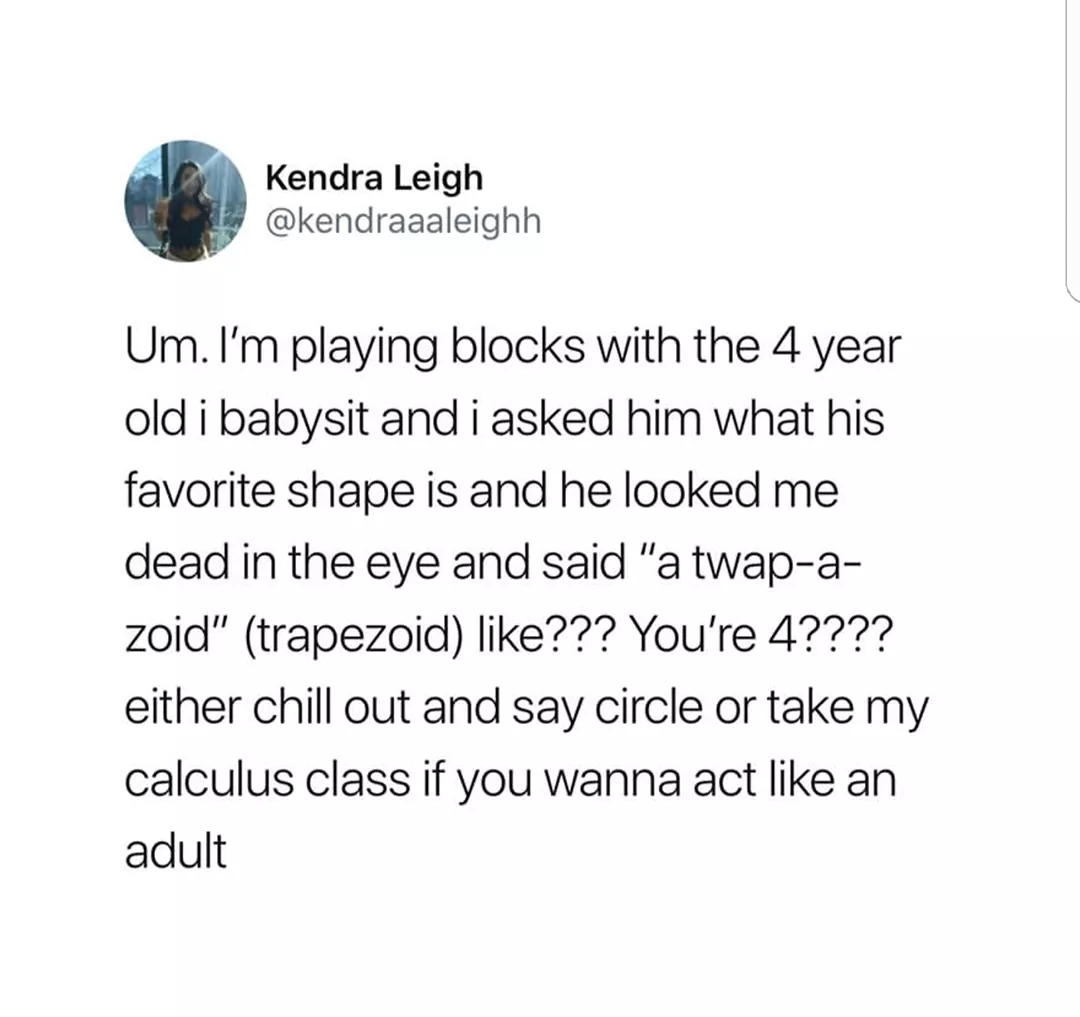 Kendra Leigh
@kendraaaleighh
Um. I'm playing blocks with the 4 year
old i babysit and i asked him what his
favorite shape is and he looked me
dead in the eye and said "a twap-a-
zoid" (trapezoid) like??? You're 4????
either chill out and say circle or take my
calculus class if you wanna act like an
adult